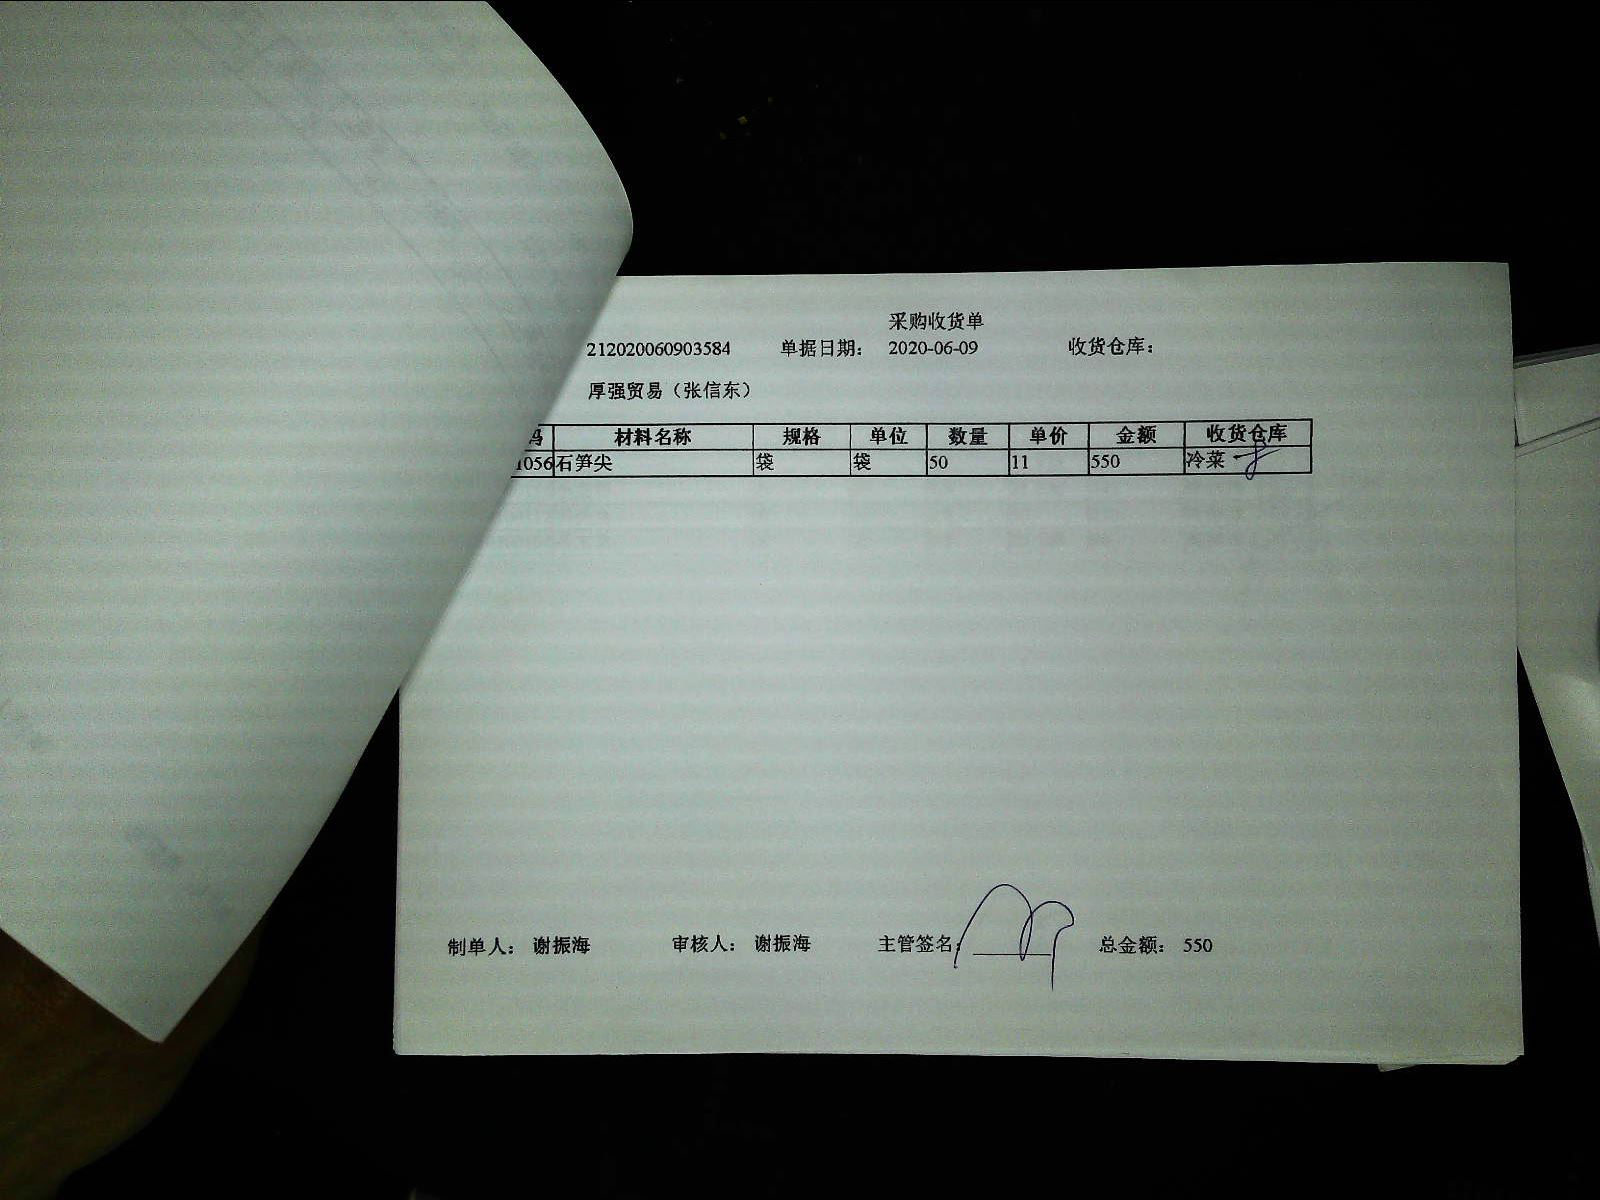 采购收货单
212020060903584 单据日期： 2020-06-09 收货仓库：
厚强贸易（张信东）
码 材料名称 规格 单位 数量 单价 金额 收货仓库
1056 石笋尖 袋 袋 50 11 550 冷菜
制单人： 谢振海 审核人： 谢振海 主管签名： 总金额： 550